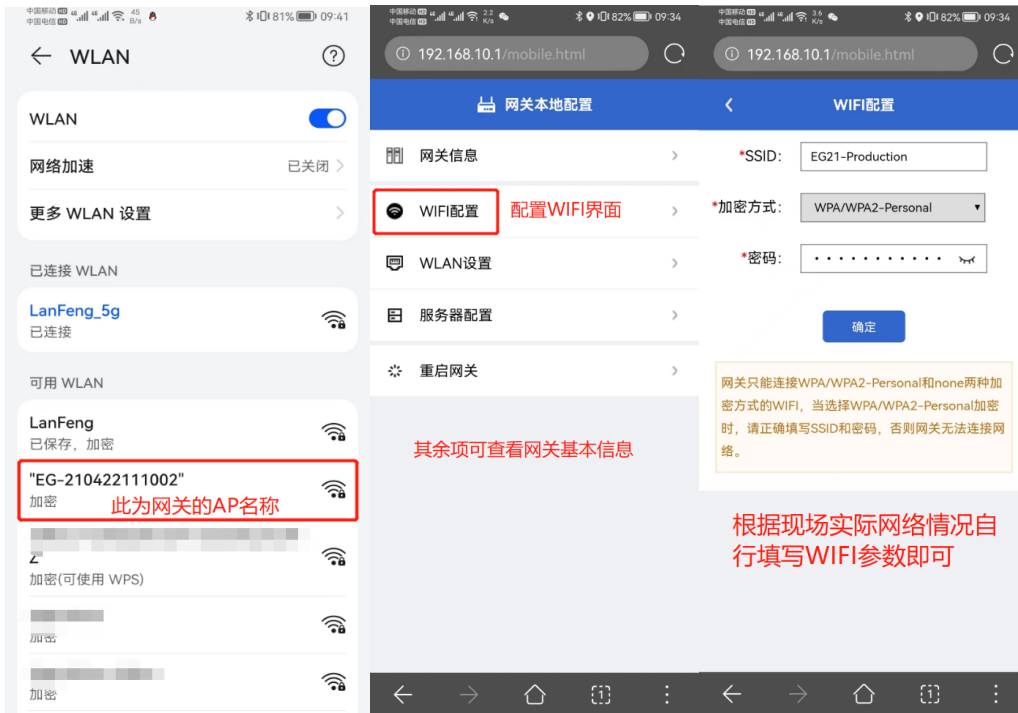 中国移动 HD 46 46 45 B/s 81% 09:41
中国电信 HD
WLAN
WLAN
网络加速 已关闭
更多 WLAN 设置
已连接 WLAN
LanFeng_5g
已连接
可用 WLAN
LanFeng
已保存，加密
"EG-210422111002"
加密
此为网关的AP名称
加密(可使用 WPS)
加密
加密
中国移动 HD 46 46 2.2 K/s 82% 09:34
中国电信 HD
192.168.10.1/mobile.html
网关本地配置
网关信息
WIFI配置
配置WIFI界面
WLAN设置
服务器配置
重启网关
其余项可查看网关基本信息
1
中国移动 HD 46 46 3.6 K/s 82% 09:34
中国电信 HD
192.168.10.1/mobile.html
WIFI配置
*SSID: EG21-Production
*加密方式: WPA/WPA2-Personal
*密码: ···········
确定
网关只能连接WPA/WPA2-Personal和none两种加
密方式的WIFI，当选择WPA/WPA2-Personal加密
时，请正确填写SSID和密码，否则网关无法连接网
络。
根据现场实际网络情况自
行填写WIFI参数即可
1